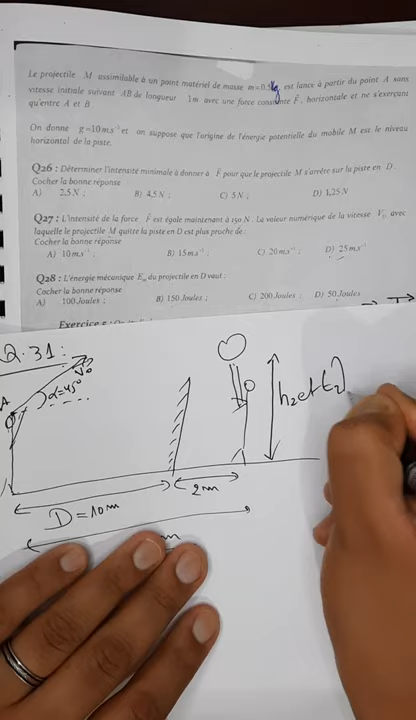 Le projectile M assimilable à un point matériel de masse m=0.5kg est lancé à partir du point A sans
vitesse initiale suivant AB de longueur 1m avec une force constante F, horizontale et ne s'exerçant
qu'entre A et B.
On donne g=10m.s⁻² et on suppose que l'origine de l'énergie potentielle du mobile M est le niveau
horizontal de la piste.
Q26 : Déterminer l'intensité minimale à donner à F pour que le projectile M s'arrête sur la piste en D.
Cocher la bonne réponse
A) 2,5 N ; B) 4,5 N ; C) 5 N ; D) 1,25 N
Q27 : L'intensité de la force F est égale maintenant à 150 N. La valeur numérique de la vitesse V avec
laquelle le projectile M quitte la piste en D est plus proche de.
Cocher la bonne réponse
A) 10 m.s⁻¹ ; B) 15 m.s⁻¹ ; C) 20 m.s⁻¹ ; D) 25 m.s⁻¹
Q28 : L'énergie mécanique Em du projectile en D vaut :
Cocher la bonne réponse
A) 100 Joules ; B) 150 Joules ; C) 200 Joules ; D) 50 Joules
Exercice
Q.31:
V₀
A
α=45°
h₂et(t₂)
2m
D=10m
m